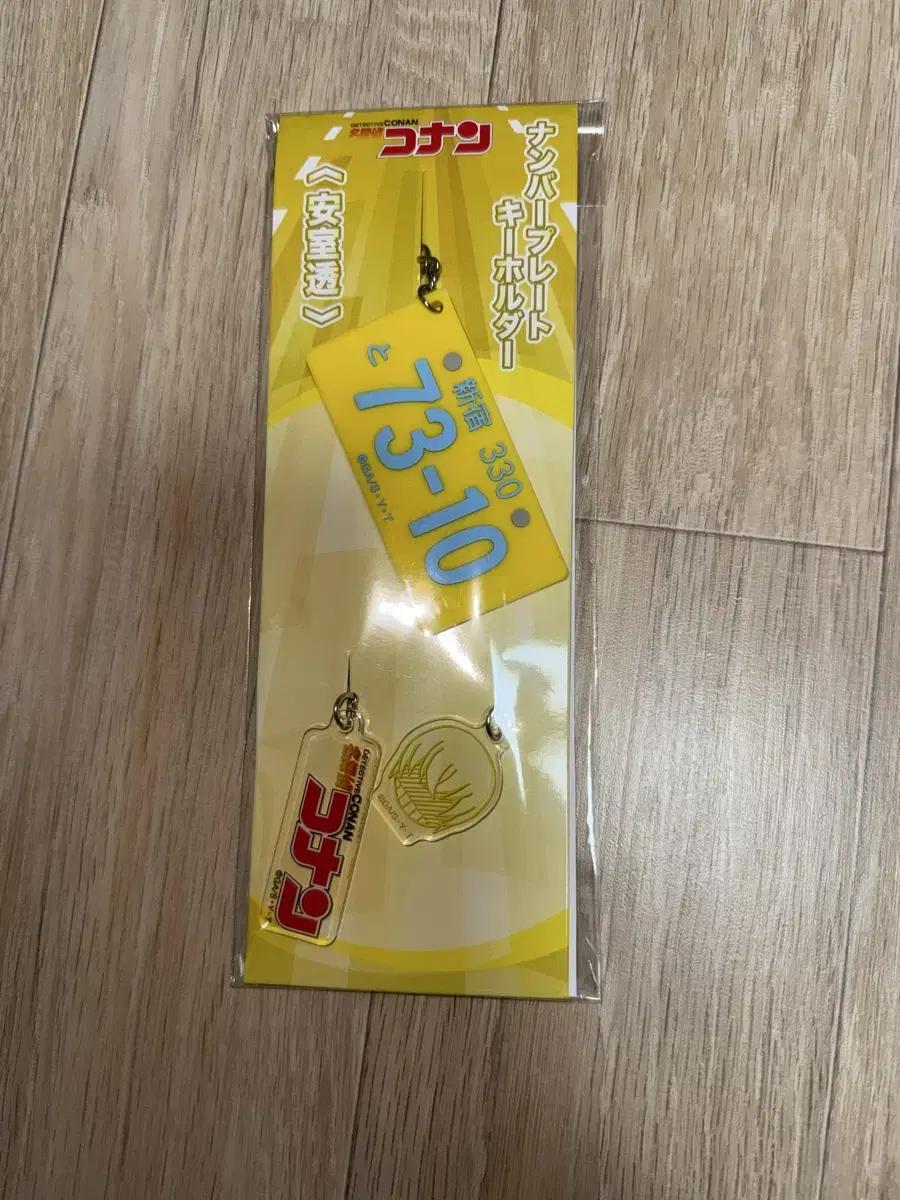 DETECTIVE CONAN
名探偵
コナン
ナンバープレート
キーホルダー
《安室透》
新宿 330
と 73-10
©GA/S・Y・T
DETECTIVE CONAN
名探偵
コナン
©GA/S・Y・T
©GA/S・Y・T